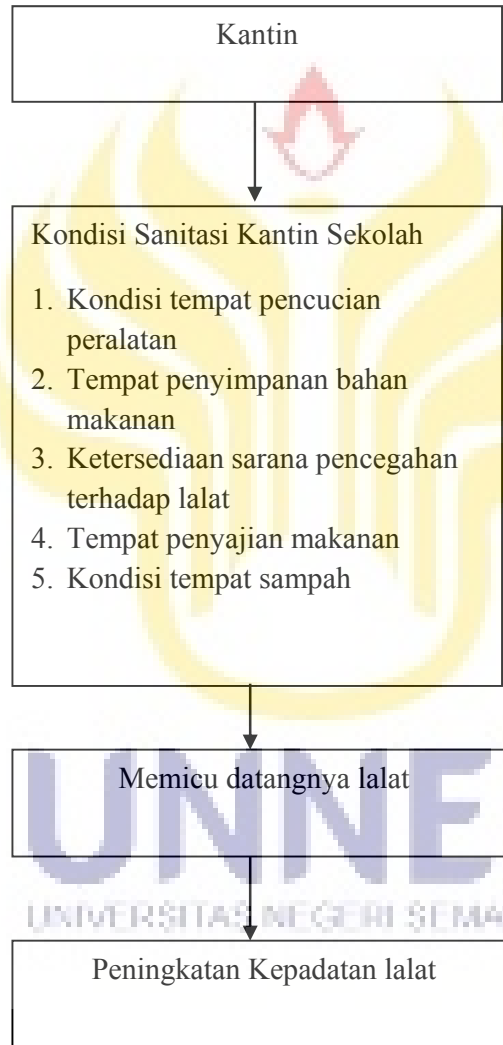 Kantin
Kondisi Sanitasi Kantin Sekolah
1. Kondisi tempat pencucian
peralatan
2. Tempat penyimpanan bahan
makanan
3. Ketersediaan sarana pencegahan
terhadap lalat
4. Tempat penyajian makanan
5. Kondisi tempat sampah
Memicu datangnya lalat
UNNE
UNIVERSITAS NEGERI SEMA
Peningkatan Kepadatan lalat